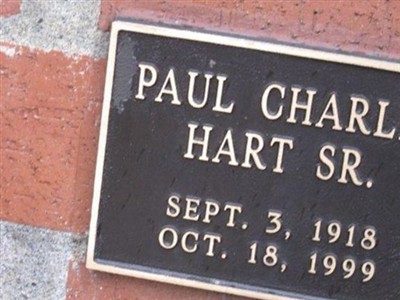 PAUL CHARL
HART SR.
SEPT. 3, 1918
OCT. 18, 1999